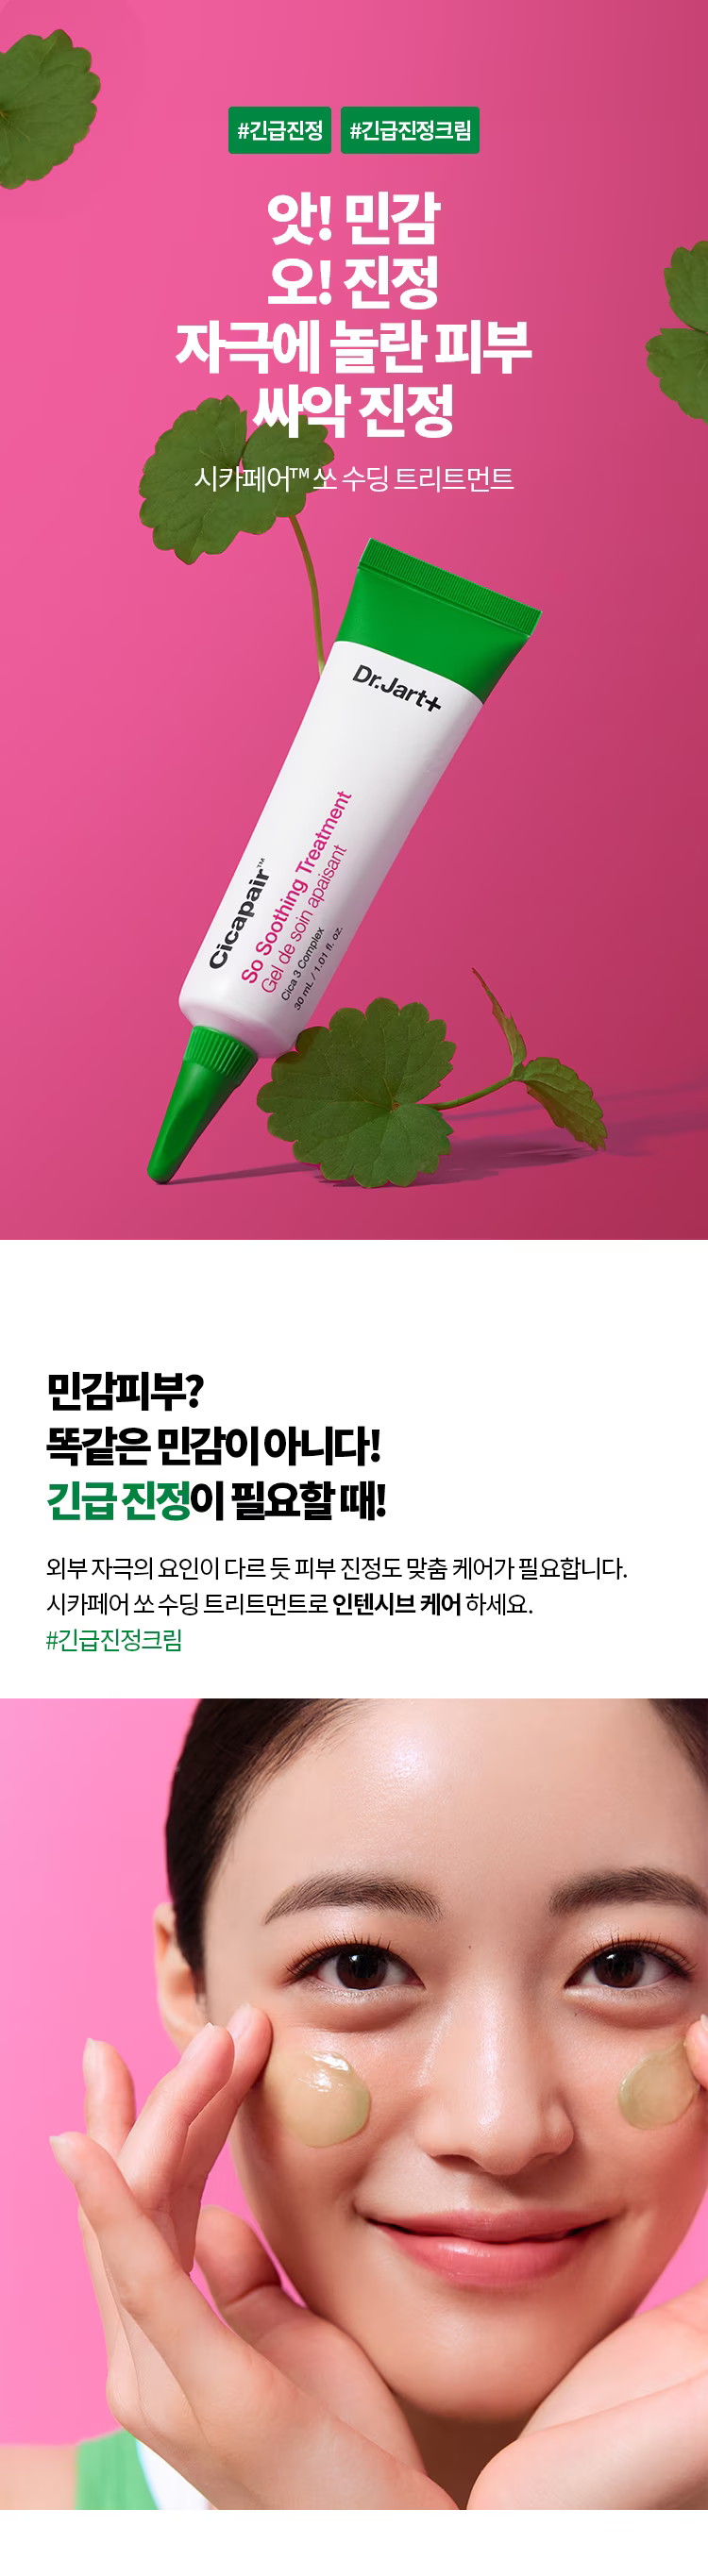 #긴급진정 #긴급진정크림
앗! 민감
오! 진정
자극에 놀란 피부
싸악 진정
시카페어™ 쏘 수딩 트리트먼트
Dr.Jart+
Cicapair™
So Soothing Treatment
Gel de soin apaisant
Cica 3 Complex
30 mL / 1.01 fl. oz.
민감피부?
똑같은 민감이 아니다!
긴급 진정이 필요할 때!
외부 자극의 요인이 다르 듯 피부 진정도 맞춤 케어가 필요합니다.
시카페어 쏘 수딩 트리트먼트로 인텐시브 케어 하세요.
#긴급진정크림